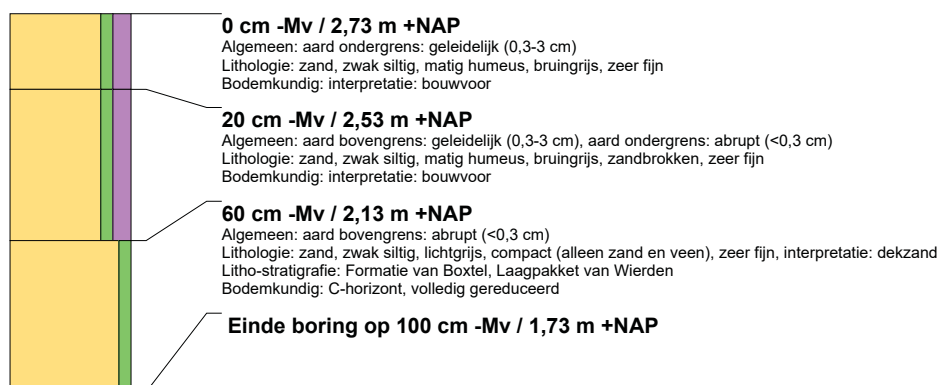 0 cm -Mv / 2,73 m +NAP
Algemeen: aard ondergrens: geleidelijk (0,3-3 cm)
Lithologie: zand, zwak siltig, matig humeus, bruingrijs, zeer fijn
Bodemkundig: interpretatie: bouwvoor
20 cm -Mv / 2,53 m +NAP
Algemeen: aard bovengrens: geleidelijk (0,3-3 cm), aard ondergrens: abrupt (<0,3 cm)
Lithologie: zand, zwak siltig, matig humeus, bruingrijs, zandbrokken, zeer fijn
Bodemkundig: interpretatie: bouwvoor
60 cm -Mv / 2,13 m +NAP
Algemeen: aard bovengrens: abrupt (<0,3 cm)
Lithologie: zand, zwak siltig, lichtgrijs, compact (alleen zand en veen), zeer fijn, interpretatie: dekzand
Litho-stratigrafie: Formatie van Boxtel, Laagpakket van Wierden
Bodemkundig: C-horizont, volledig gereduceerd
Einde boring op 100 cm -Mv / 1,73 m +NAP